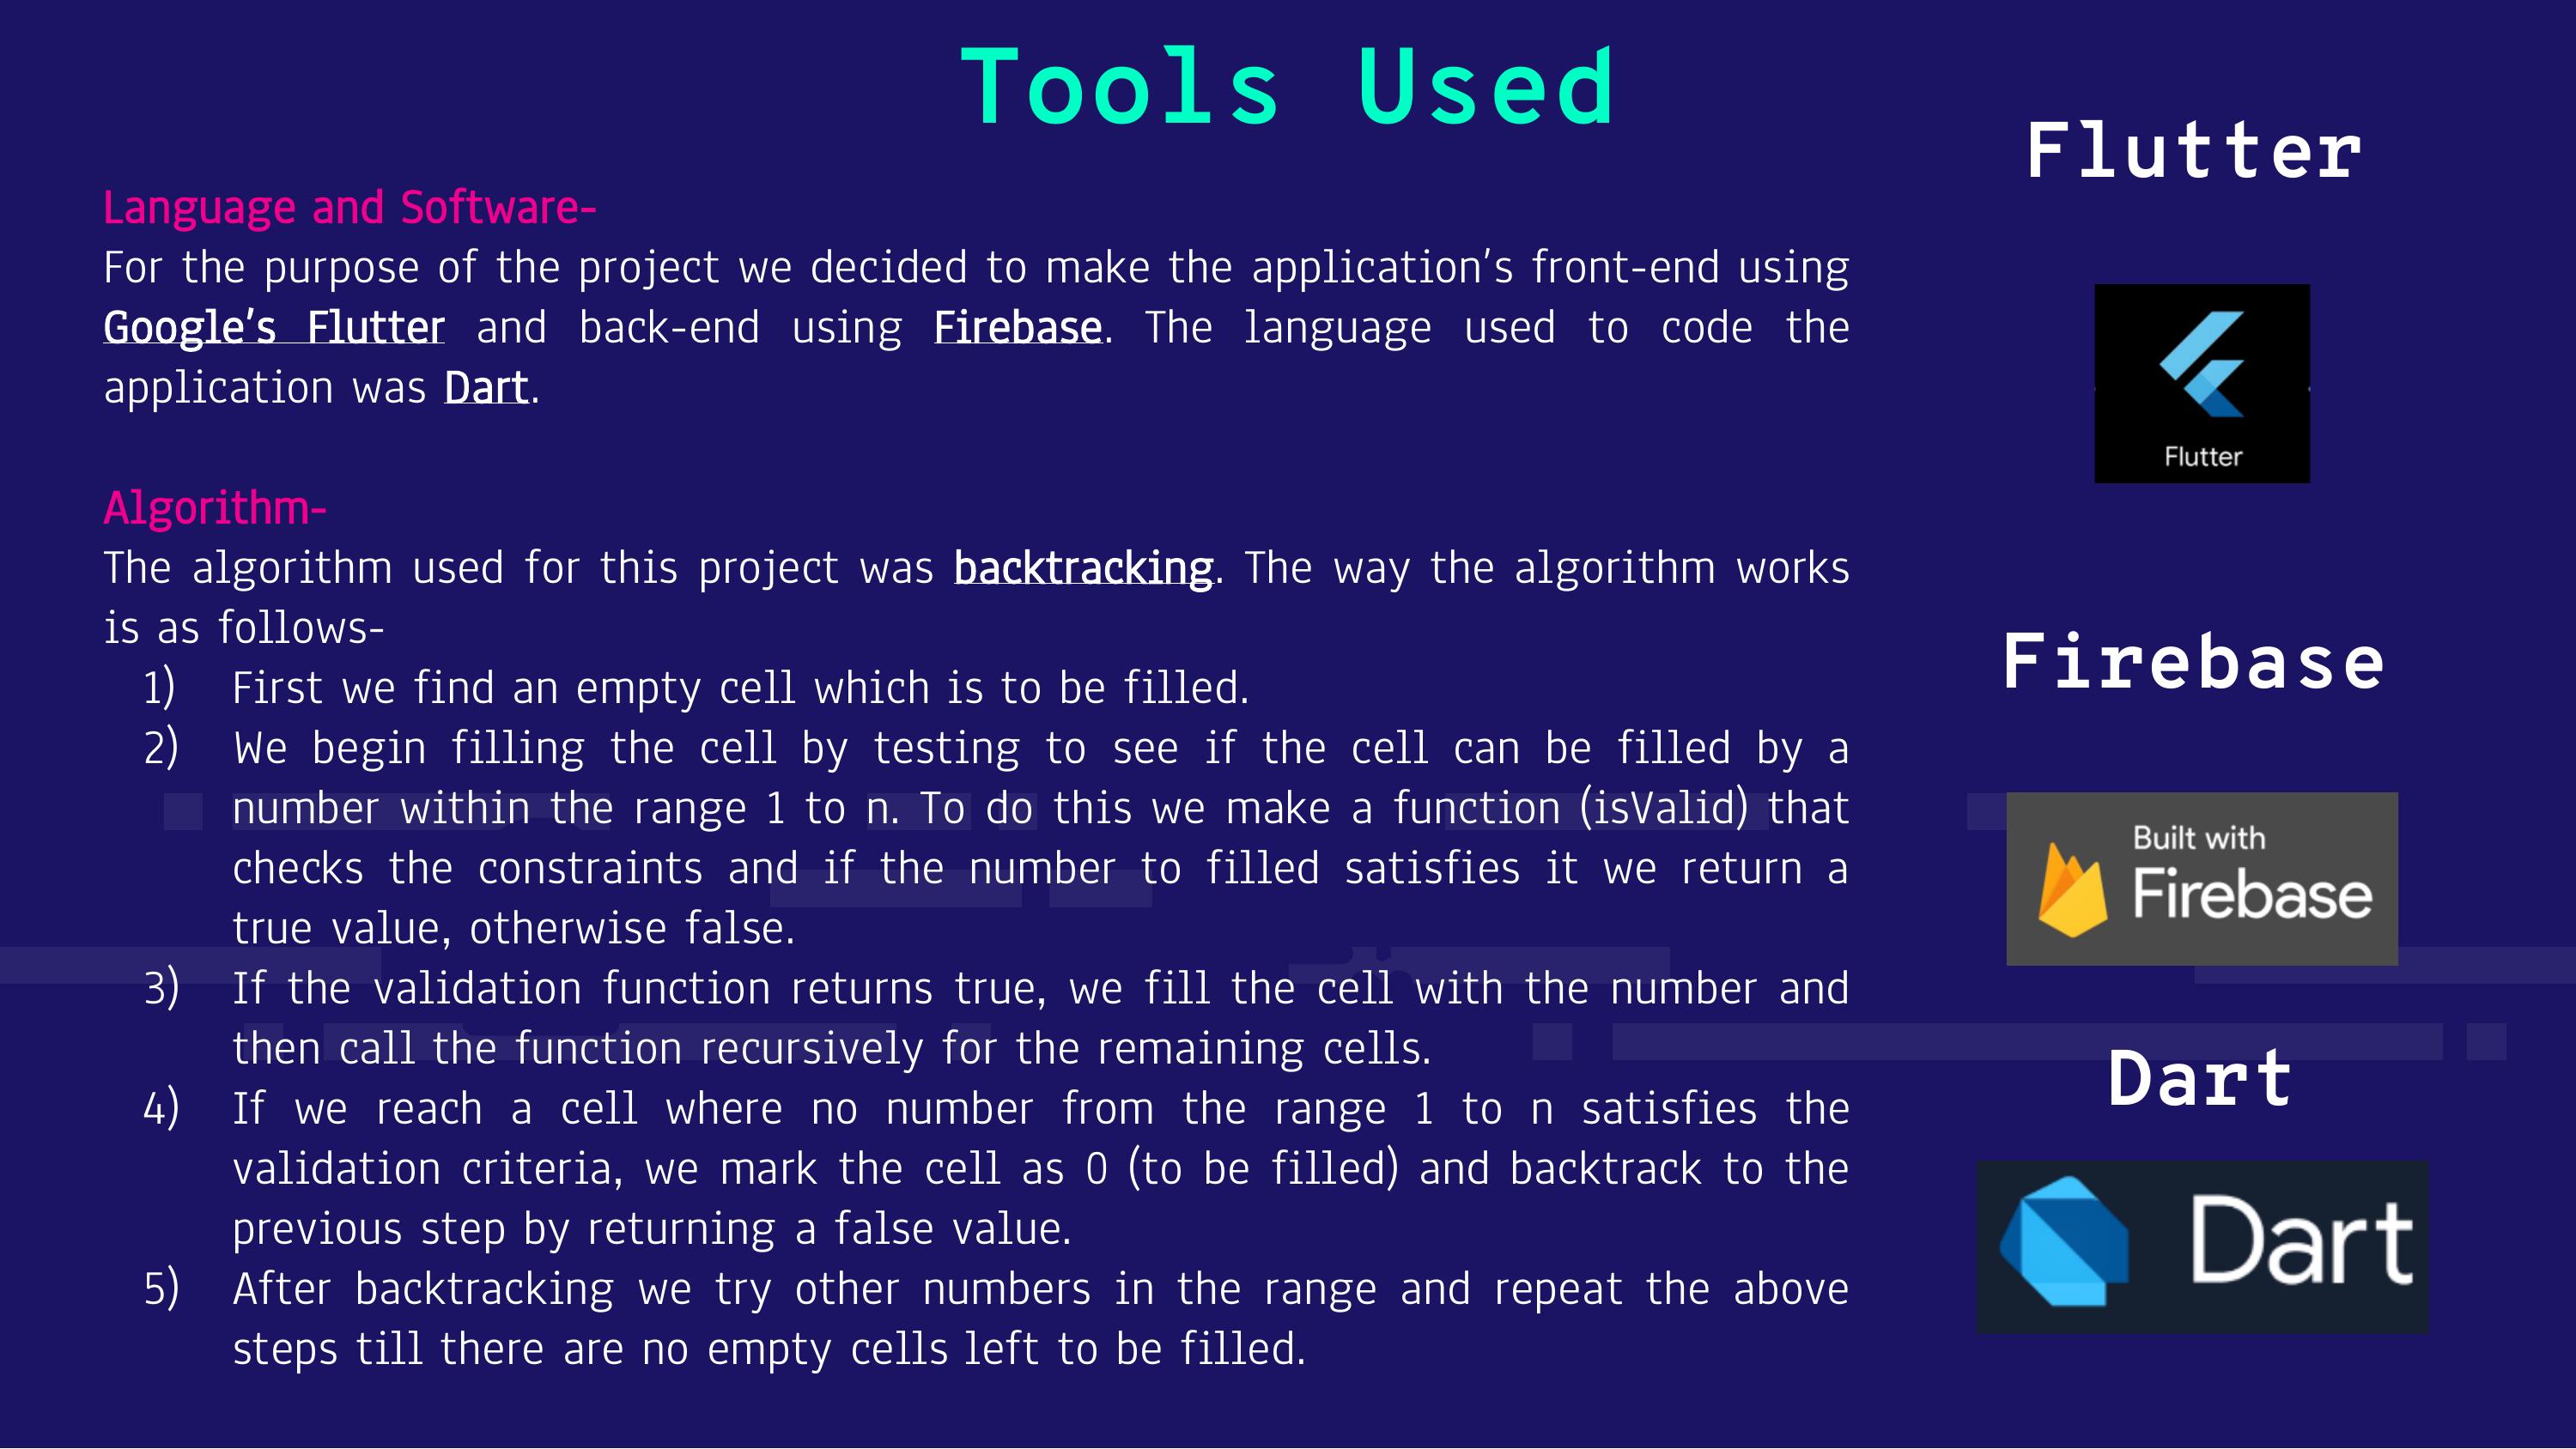 Tools Used
Language and Software-
For the purpose of the project we decided to make the application’s front-end using
Google’s Flutter and back-end using Firebase. The language used to code the
application was Dart.
Algorithm-
The algorithm used for this project was backtracking. The way the algorithm works
is as follows-
1) First we find an empty cell which is to be filled.
2) We begin filling the cell by testing to see if the cell can be filled by a
number within the range 1 to n. To do this we make a function (isValid) that
checks the constraints and if the number to filled satisfies it we return a
true value, otherwise false.
3) If the validation function returns true, we fill the cell with the number and
then call the function recursively for the remaining cells.
4) If we reach a cell where no number from the range 1 to n satisfies the
validation criteria, we mark the cell as 0 (to be filled) and backtrack to the
previous step by returning a false value.
5) After backtracking we try other numbers in the range and repeat the above
steps till there are no empty cells left to be filled.
Flutter
Flutter
Firebase
Built with
Firebase
Dart
Dart